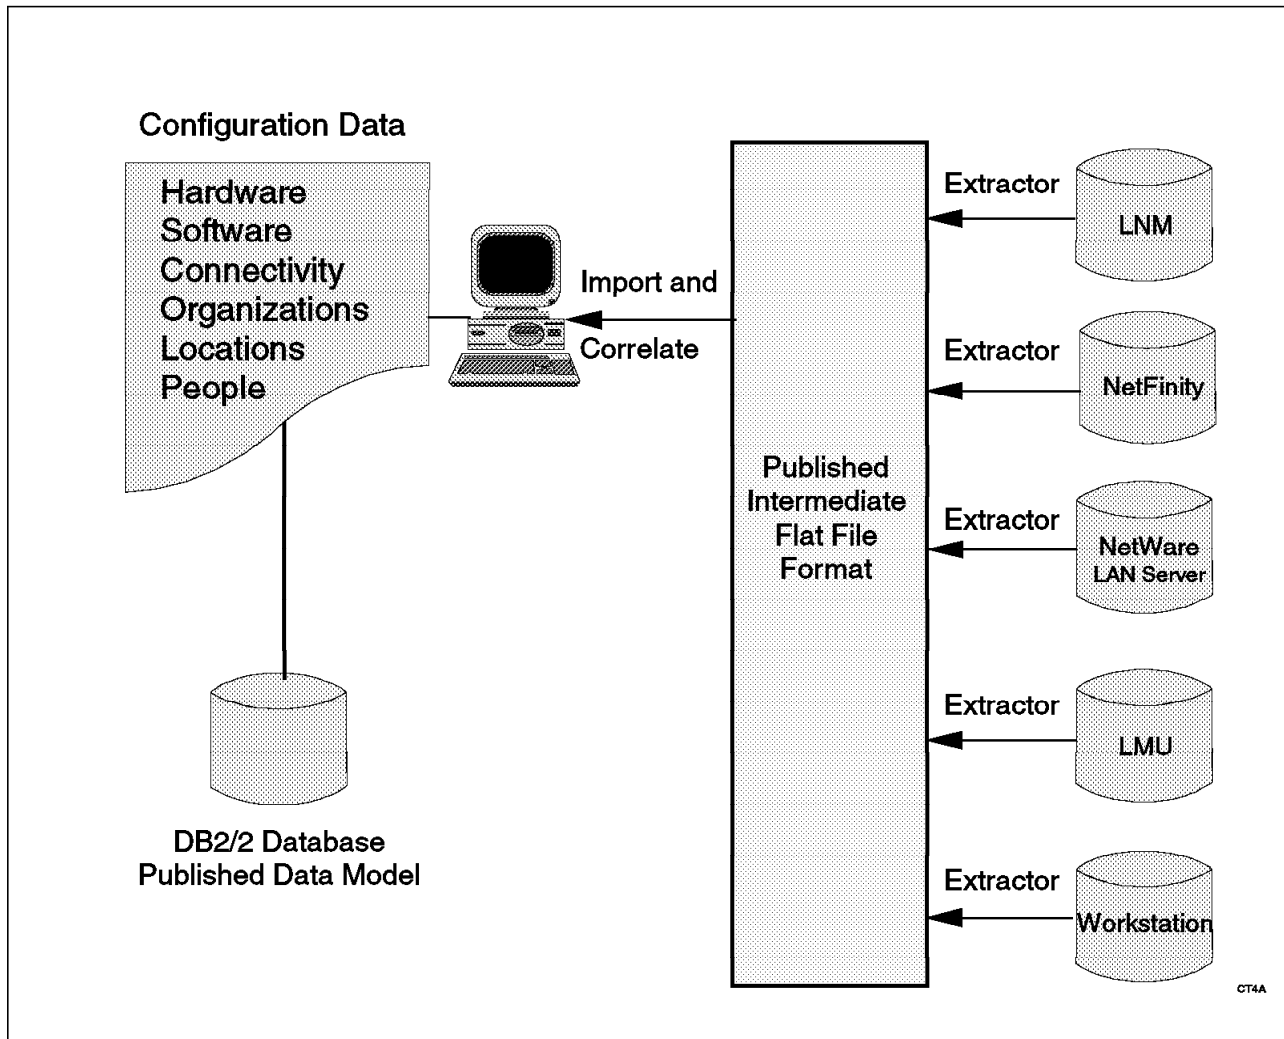 Configuration Data
Hardware
Software
Connectivity
Organizations
Locations
People
DB2/2 Database
Published Data Model
Import and
Correlate
Published
Intermediate
Flat File
Format
Extractor
LNM
Extractor
NetFinity
Extractor
NetWare
LAN Server
Extractor
LMU
Extractor
Workstation
CT4A